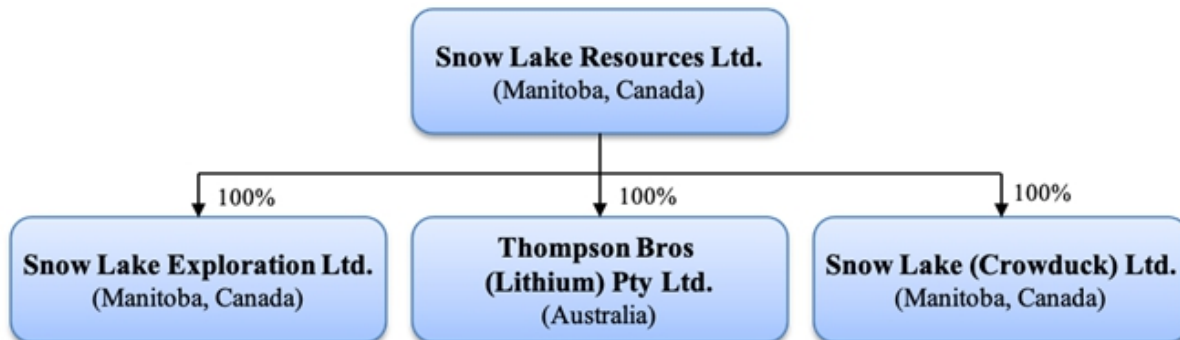 Snow Lake Resources Ltd.
(Manitoba, Canada)
100%
100%
100%
Snow Lake Exploration Ltd.
(Manitoba, Canada)
Thompson Bros
(Lithium) Pty Ltd.
(Australia)
Snow Lake (Crowduck) Ltd.
(Manitoba, Canada)